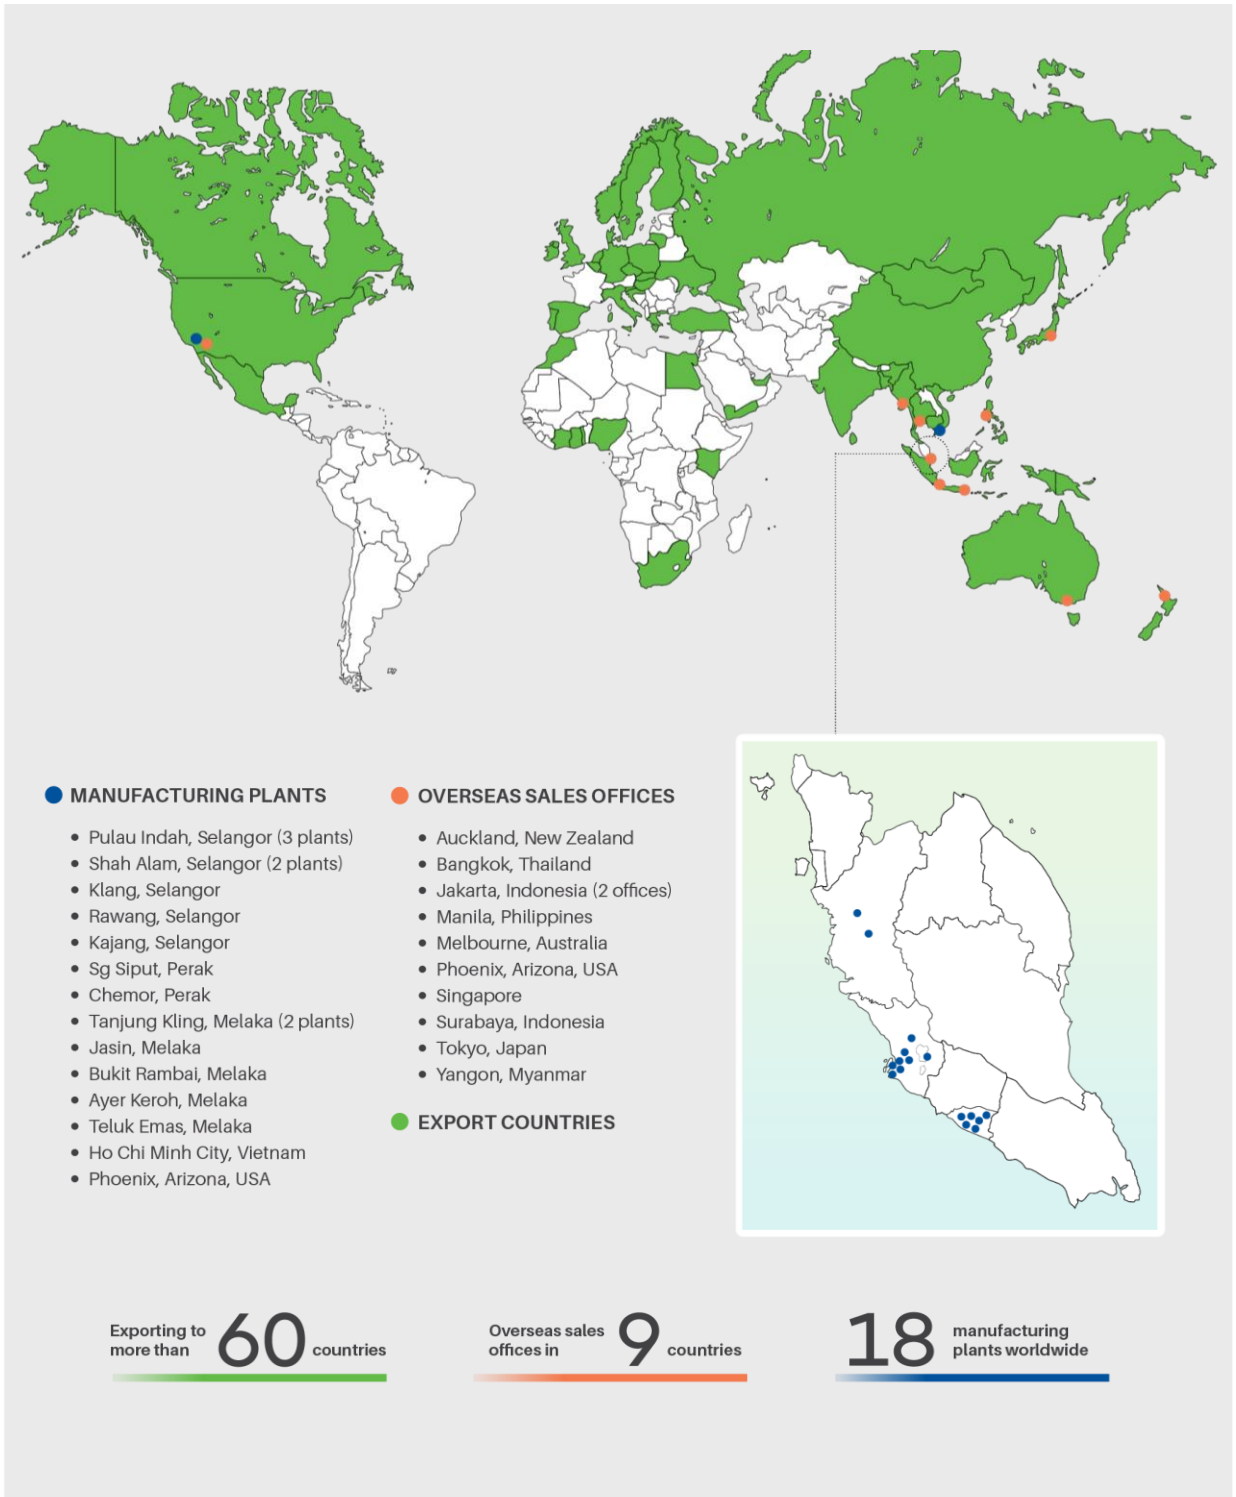 MANUFACTURING PLANTS
Pulau Indah, Selangor (3 plants)
Shah Alam, Selangor (2 plants)
Klang, Selangor
Rawang, Selangor
Kajang, Selangor
Sg Siput, Perak
Chemor, Perak
Tanjung Kling, Melaka (2 plants)
Jasin, Melaka
Bukit Rambai, Melaka
Ayer Keroh, Melaka
Teluk Emas, Melaka
Ho Chi Minh City, Vietnam
Phoenix, Arizona, USA
OVERSEAS SALES OFFICES
Auckland, New Zealand
Bangkok, Thailand
Jakarta, Indonesia (2 offices)
Manila, Philippines
Melbourne, Australia
Phoenix, Arizona, USA
Singapore
Surabaya, Indonesia
Tokyo, Japan
Yangon, Myanmar
EXPORT COUNTRIES
Exporting to
more than 60 countries
Overseas sales
offices in 9 countries
18 manufacturing
plants worldwide